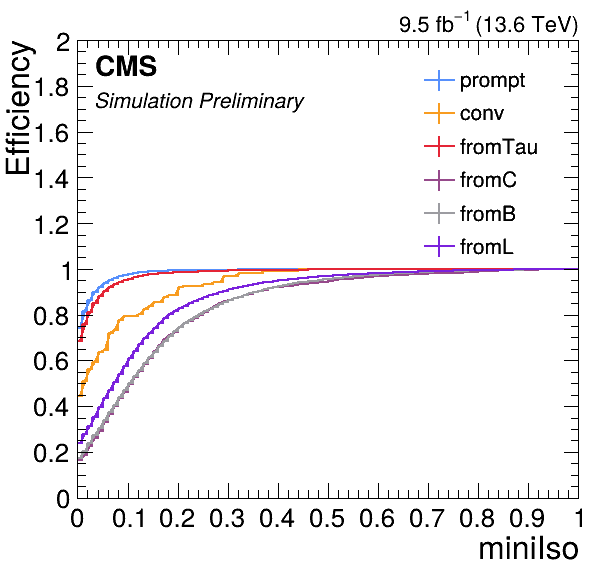 9.5 fb⁻¹ (13.6 TeV)
Efficiency
2
1.8
1.6
1.4
1.2
1
0.8
0.6
0.4
0.2
0
CMS
Simulation Preliminary
prompt
conv
fromTau
fromC
fromB
fromL
0 0.1 0.2 0.3 0.4 0.5 0.6 0.7 0.8 0.9 1
miniIso